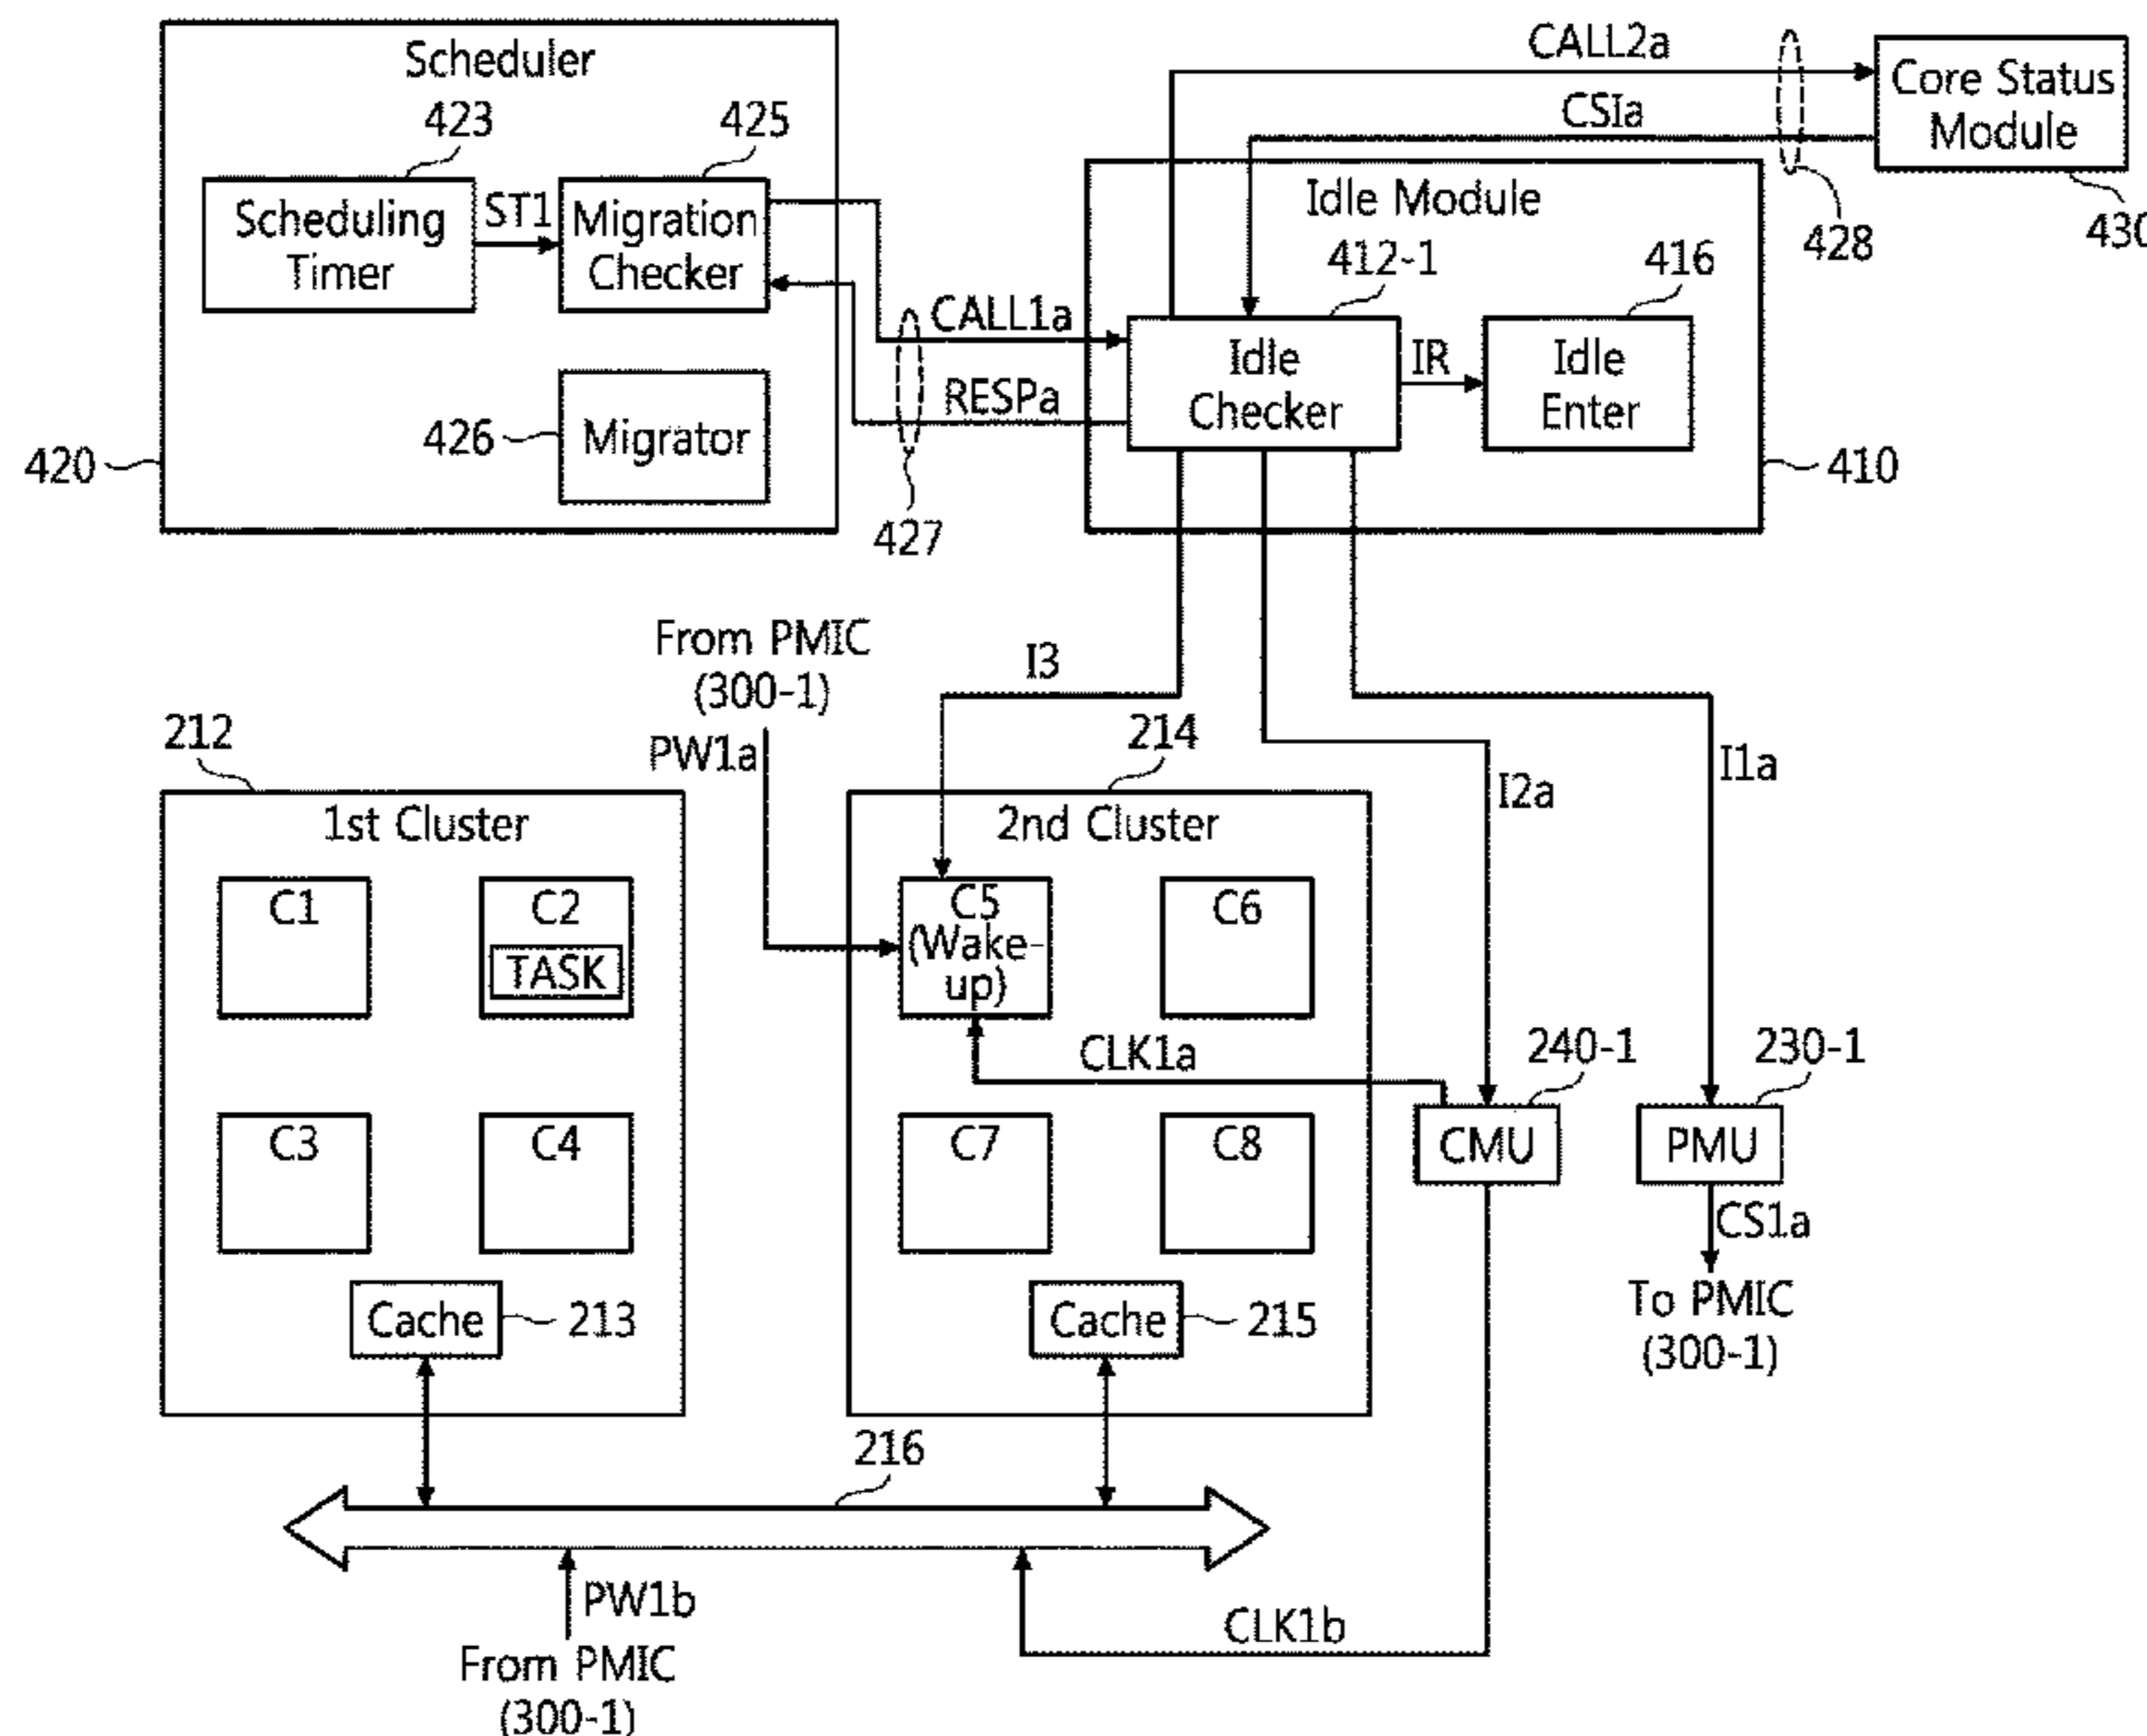 Scheduler
423
425
Scheduling
Timer
ST1
Migration
Checker
426
Migrator
420
CALL1a
RESPa
427
CALL2a
CSIa
428
Core Status
Module
430
Idle Module
412-1
416
Idle
Checker
IR
Idle
Enter
410
From PMIC
(300-1)
PW1a
I3
I2a
I1a
212
1st Cluster
C1
C2
TASK
C3
C4
Cache
213
214
2nd Cluster
C5
(Wake-
up)
C6
CLK1a
C7
C8
Cache
215
240-1
CMU
230-1
PMU
CS1a
To PMIC
(300-1)
216
PW1b
From PMIC
(300-1)
CLK1b